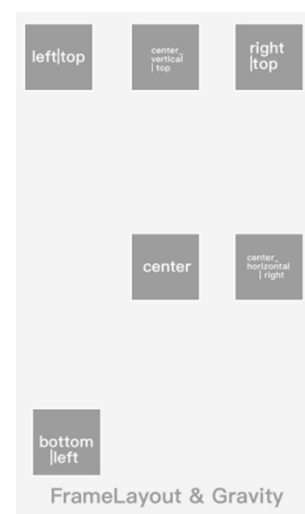 left|top
center_
vertical
| top
right
|top
center
center_
horizontal
| right
bottom
|left
FrameLayout & Gravity